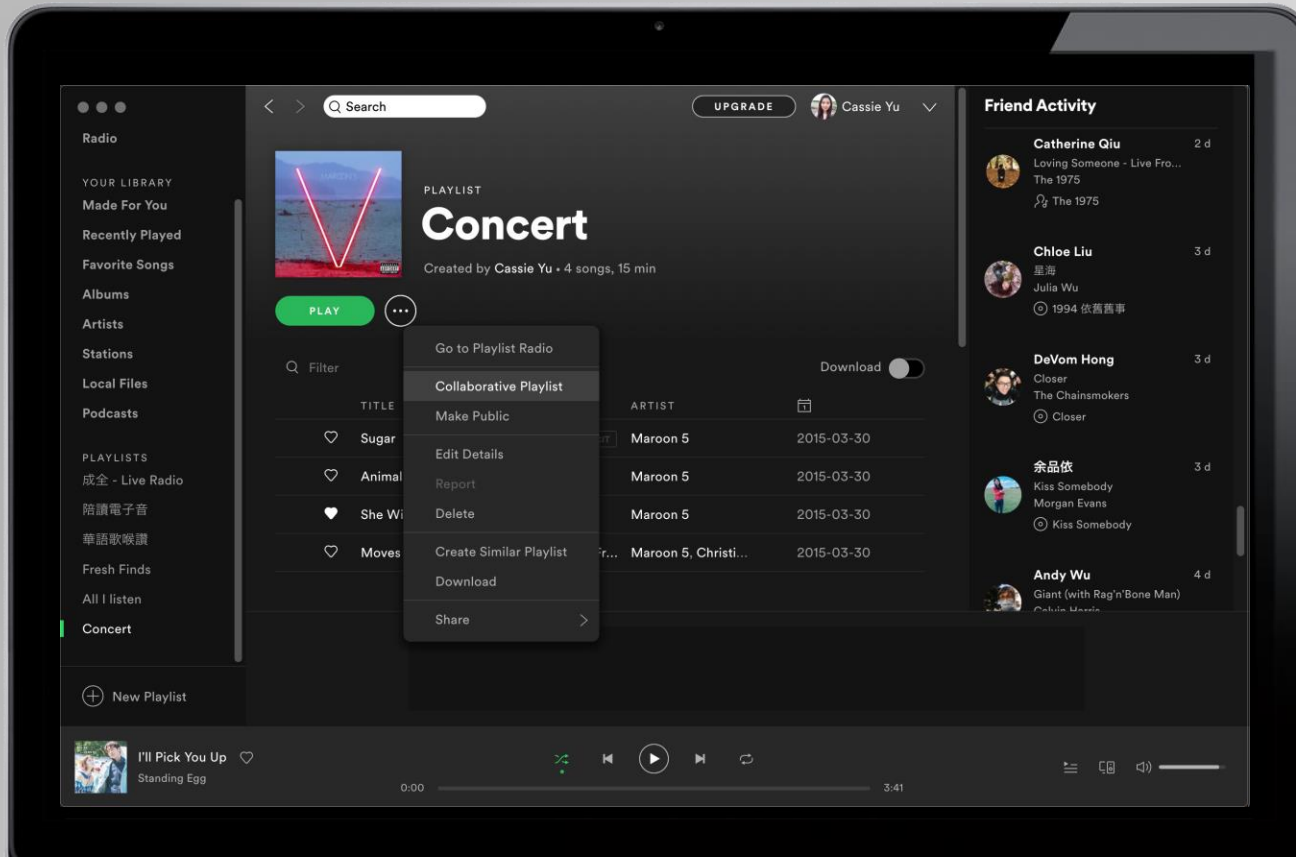 Radio
YOUR LIBRARY
Made For You
Recently Played
Favorite Songs
Albums
Artists
Stations
Local Files
Podcasts
PLAYLISTS
成全 - Live Radio
陪讀電子音
華語歌喉讚
Fresh Finds
All I listen
Concert
New Playlist
Search
UPGRADE
Cassie Yu
PLAYLIST
Concert
Created by Cassie Yu • 4 songs, 15 min
PLAY
Go to Playlist Radio
Collaborative Playlist
Make Public
Edit Details
Report
Delete
Create Similar Playlist
Download
Share
Filter
Download
TITLE ARTIST
Sugar Maroon 5 2015-03-30
Animal Maroon 5 2015-03-30
She Wi Maroon 5 2015-03-30
Moves Fr... Maroon 5, Christi... 2015-03-30
Friend Activity
Catherine Qiu 2 d
Loving Someone - Live Fro...
The 1975
The 1975
Chloe Liu 3 d
星海
Julia Wu
1994 依舊舊事
DeVom Hong 3 d
Closer
The Chainsmokers
Closer
余品依 3 d
Kiss Somebody
Morgan Evans
Kiss Somebody
Andy Wu 4 d
Giant (with Rag'n'Bone Man)
Calvin Harris
I'll Pick You Up
Standing Egg
0:00 3:41